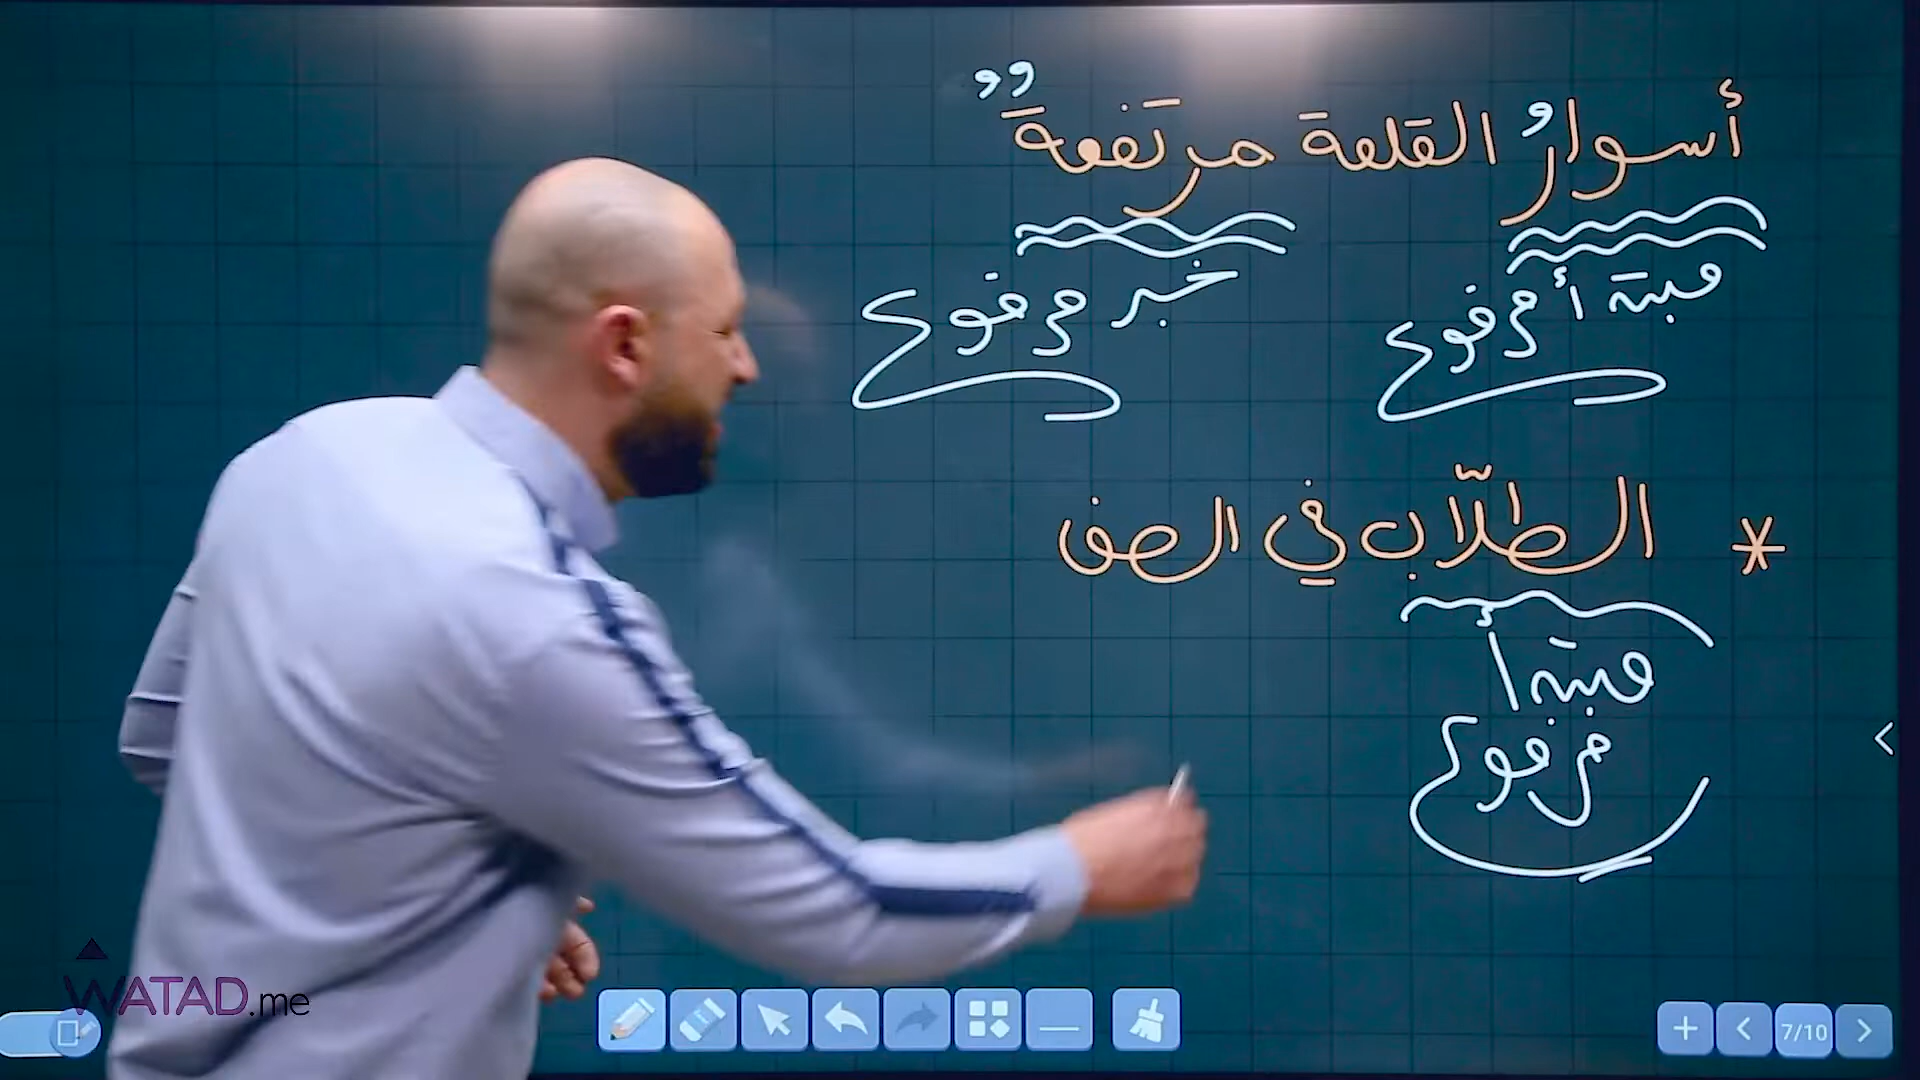 أسوارُ القلعة مرتفعةٌ
مبتدأ مرفوع
خبر مرفوع
* الطلّاب في الصف
مبتدأ
مرفوع
WATAD.me
7/10